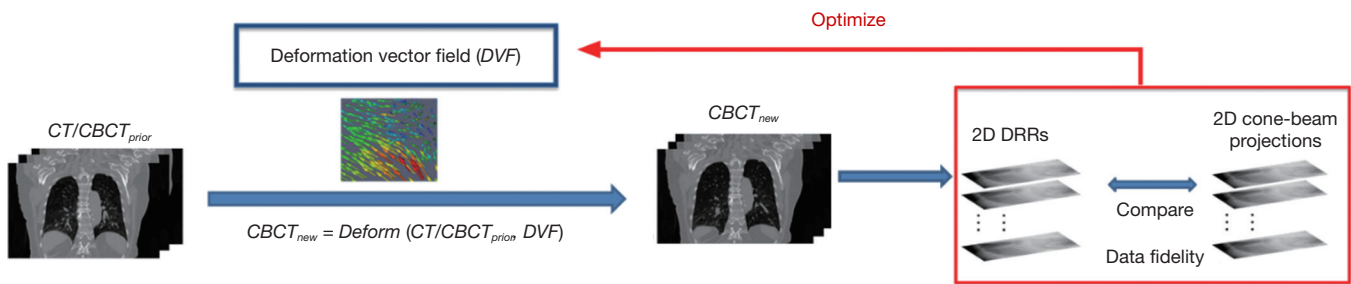 Optimize
Deformation vector field (DVF)
CT/CBCTprior
CBCTnew
2D DRRs
2D cone-beam
projections
Compare
CBCTnew = Deform (CT/CBCTprior, DVF)
Data fidelity